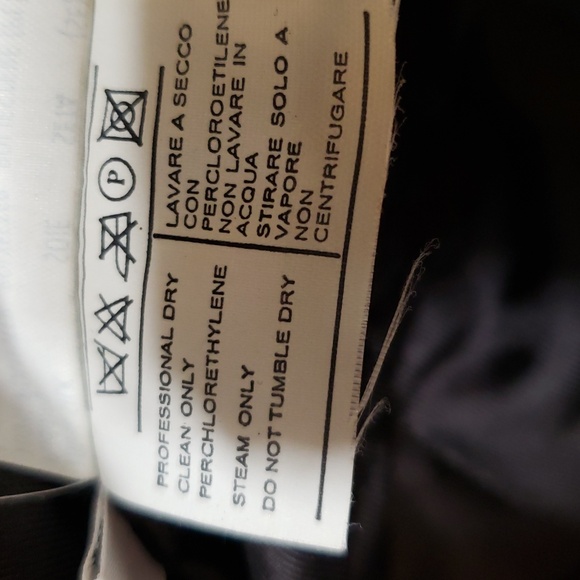 P
LAVARE A SECCO
CON
PERCLOROETILENE
NON LAVARE IN
ACQUA
STIRARE SOLO A
VAPORE
NON
CENTRIFUGARE
PROFESSIONAL DRY
CLEAN ONLY
PERCHLORETHYLENE
STEAM ONLY
DO NOT TUMBLE DRY